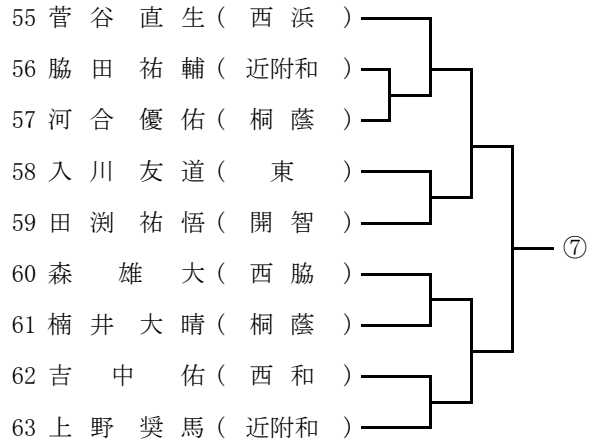 55 菅谷直生(西浜)
56 脇田祐輔(近附和)
57 河合優佑(桐蔭)
58 入川友道(東)
59 田渕祐悟(開智)
60 森雄大(西脇)
61 楠井大晴(桐蔭)
62 吉中佑(西和)
63 上野奨馬(近附和)
⑦